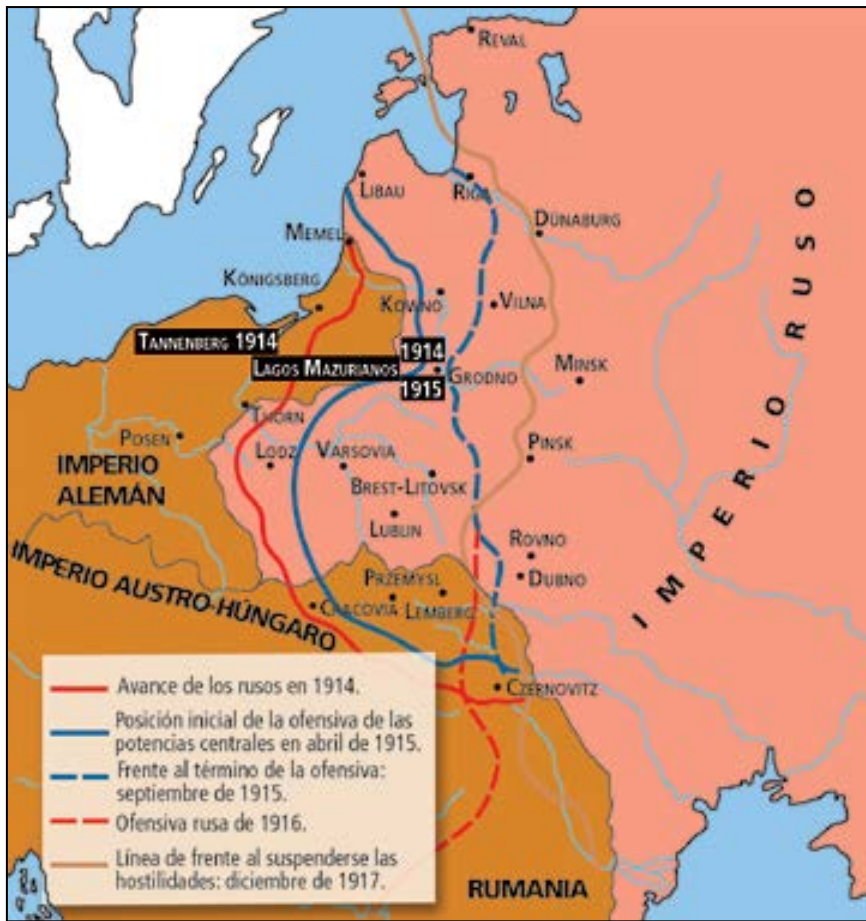 REVAL
LIBAU
RIGA
DÜNABURG
MEMEL
KÖNIGSBERG
KOWNO
VILNA
TANNENBERG 1914
LAGOS MAZURIANOS
1914
1915
GRODNO
MINSK
THORN
POSEN
LODZ
VARSOVIA
PINSK
IMPERIO
ALEMÁN
BREST-LITOVSK
LUBLIN
ROVNO
DUBNO
IMPERIO RUSO
IMPERIO AUSTRO-HÚNGARO
PRZEMYSL
CRACOVIA
LEMBERG
CZERNOVITZ
Avance de los rusos en 1914.
Posición inicial de la ofensiva de las
potencias centrales en abril de 1915.
Frente al término de la ofensiva:
septiembre de 1915.
Ofensiva rusa de 1916.
Línea de frente al suspenderse las
hostilidades: diciembre de 1917.
RUMANIA